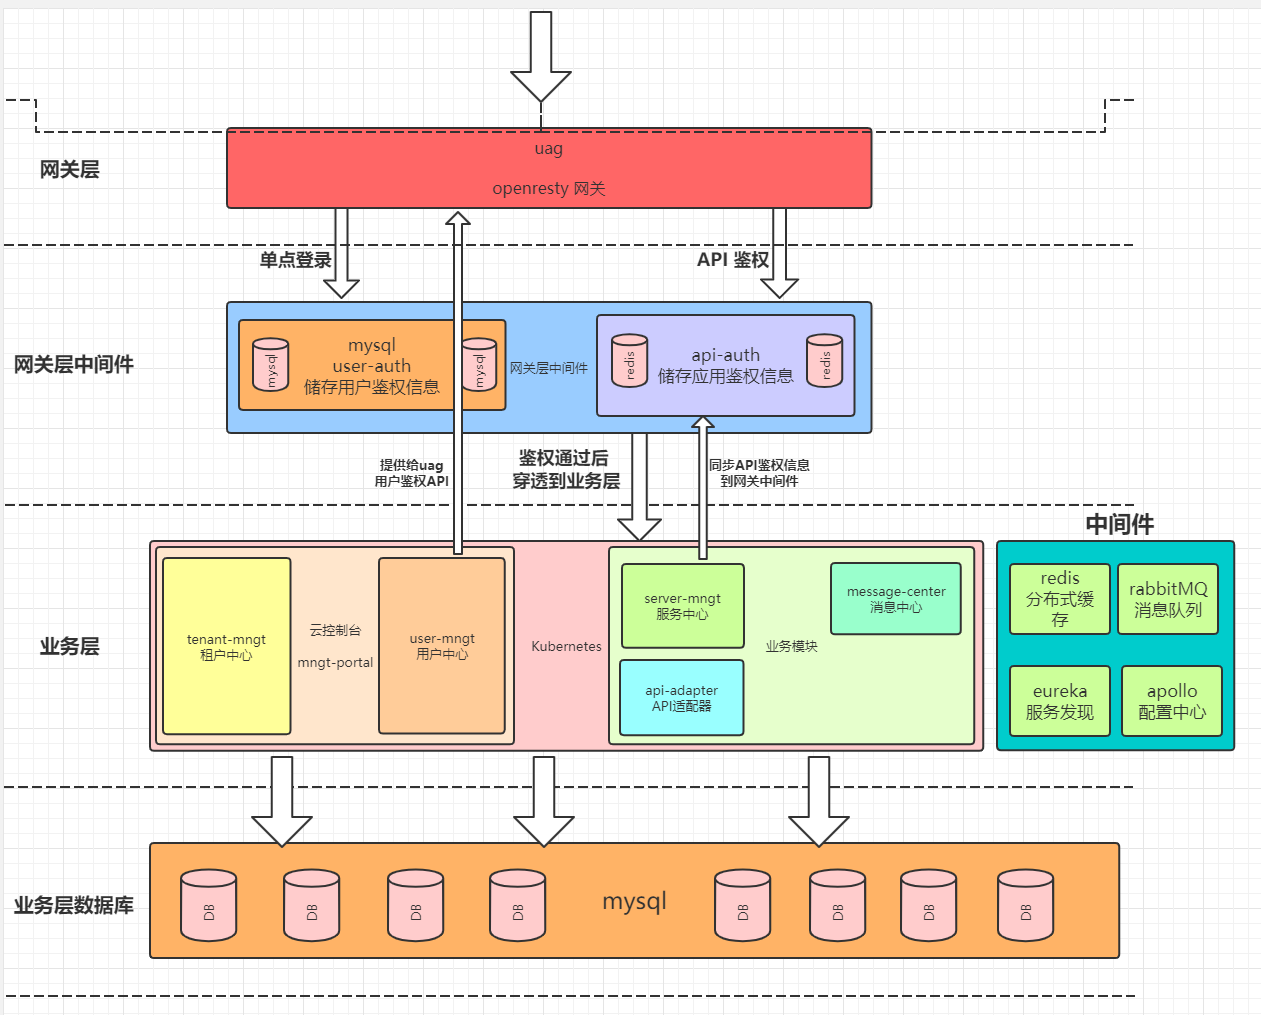 网关层
uag
openresty 网关
单点登录
API 鉴权
网关层中间件
mysql
mysql
user-auth
储存用户鉴权信息
mysql
网关层中间件
redis
api-auth
储存应用鉴权信息
redis
提供给uag
用户鉴权API
鉴权通过后
穿透到业务层
同步API鉴权信息
到网关中间件
中间件
业务层
tenant-mngt
租户中心
云控制台
mngt-portal
user-mngt
用户中心
Kubernetes
server-mngt
服务中心
api-adapter
API适配器
业务模块
message-center
消息中心
redis
分布式缓
存
rabbitMQ
消息队列
eureka
服务发现
apollo
配置中心
业务层数据库
DB
DB
DB
DB
mysql
DB
DB
DB
DB